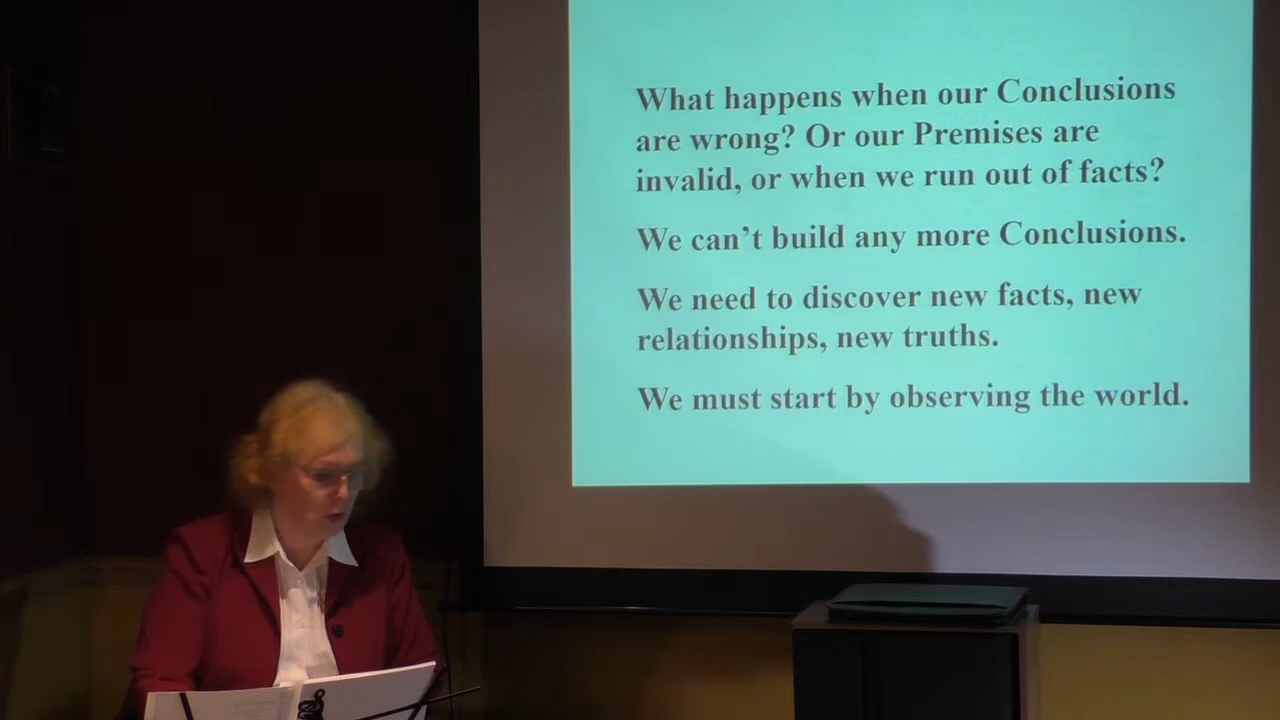 What happens when our Conclusions
are wrong? Or our Premises are
invalid, or when we run out of facts?
We can’t build any more Conclusions.
We need to discover new facts, new
relationships, new truths.
We must start by observing the world.